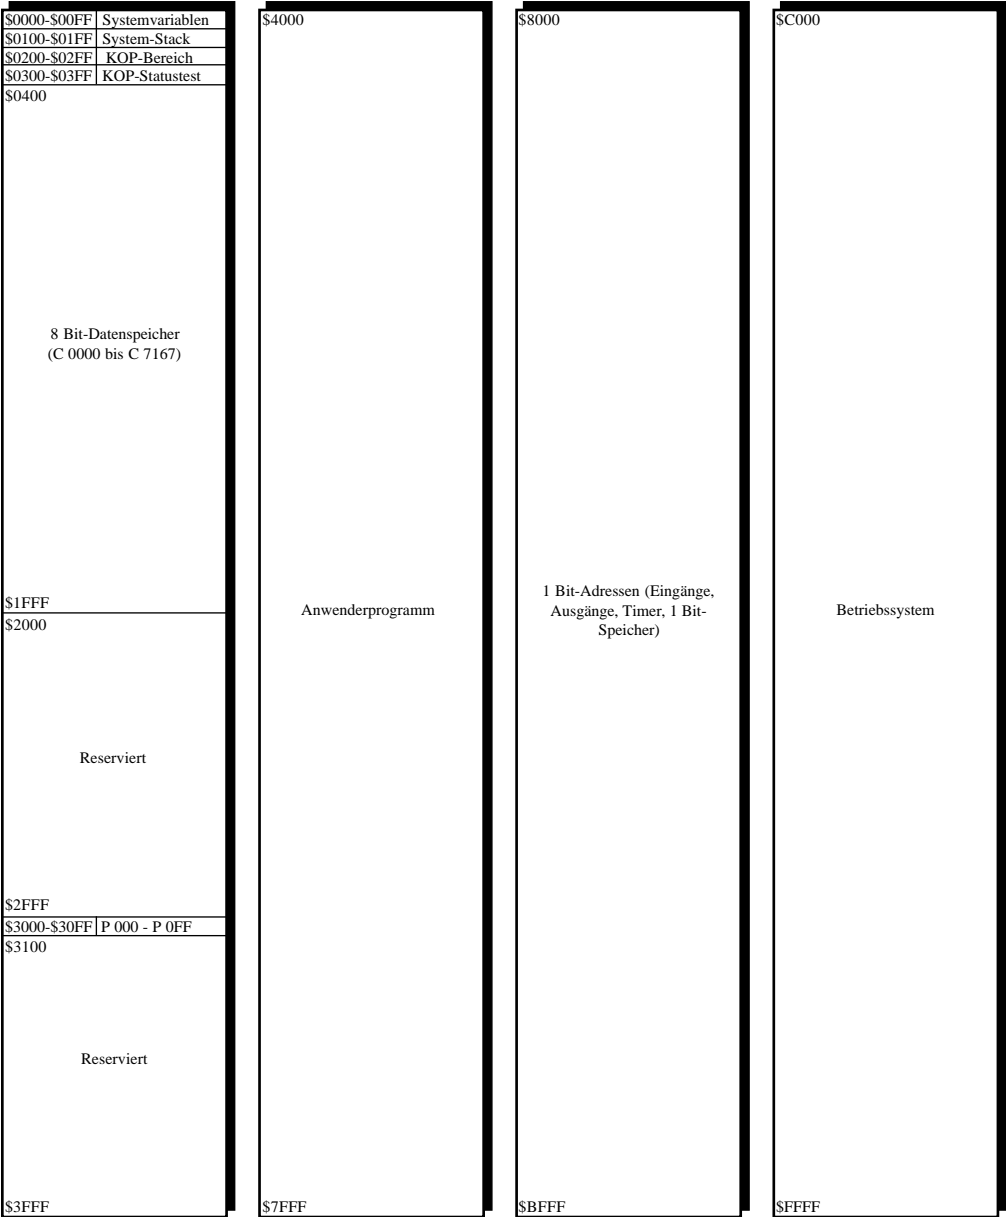 $0000-$00FF Systemvariablen
$0100-$01FF System-Stack
$0200-$02FF KOP-Bereich
$0300-$03FF KOP-Statustest
$0400
8 Bit-Datenspeicher
(C 0000 bis C 7167)
$1FFF
$2000
Reserviert
$2FFF
$3000-$30FF P 000 - P 0FF
$3100
Reserviert
$3FFF
$4000
Anwenderprogramm
$7FFF
$8000
1 Bit-Adressen (Eingänge,
Ausgänge, Timer, 1 Bit-
Speicher)
$BFFF
$C000
Betriebssystem
$FFFF